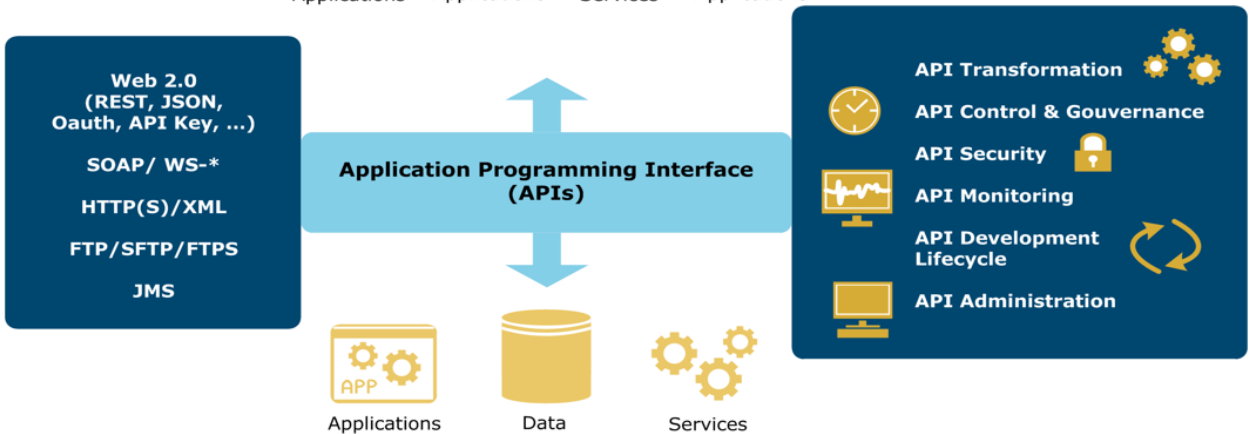 Web 2.0
(REST, JSON,
Oauth, API Key, ...)
SOAP/ WS-*
HTTP(S)/XML
FTP/SFTP/FTPS
JMS
Application Programming Interface
(APIs)
API Transformation
API Control & Gouvernance
API Security
API Monitoring
API Development
Lifecycle
API Administration
APP
Applications
Data
Services